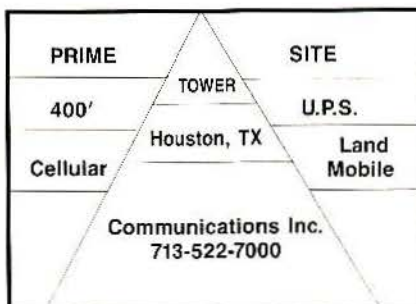 PRIME
SITE
TOWER
400'
U.P.S.
Houston, TX
Cellular
Land
Mobile
Communications Inc.
713-522-7000